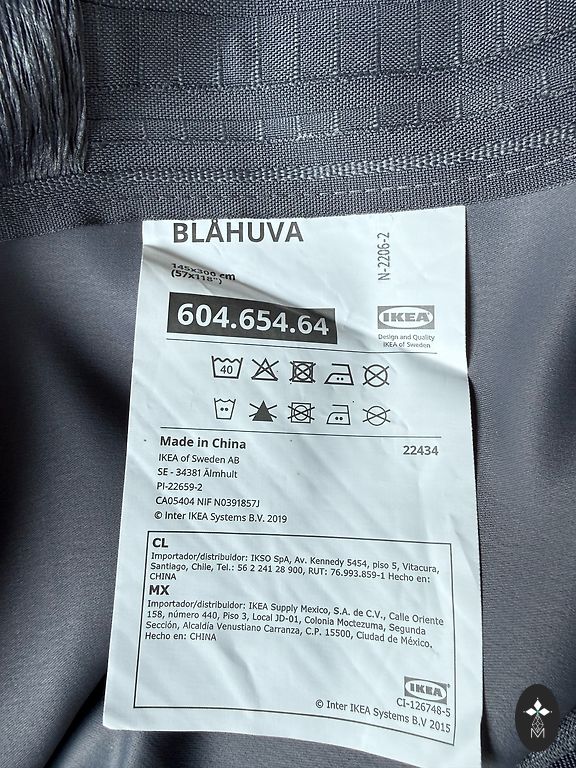 BLÅHUVA
N-2206-2
145x300 cm
(57x118")
604.654.64
IKEA
Design and Quality
IKEA of Sweden
40
Made in China
22434
IKEA of Sweden AB
SE - 34381 Älmhult
PI-22659-2
CA05404 NIF N0391857J
© Inter IKEA Systems B.V. 2019
CL
Importador/distribuidor: IKSO SpA, Av. Kennedy 5454, piso 5, Vitacura,
Santiago, Chile, Tel.: 56 2 241 28 900, RUT: 76.993.859-1 Hecho en:
CHINA
MX
Importador/distribuidor: IKEA Supply Mexico, S.A. de C.V., Calle Oriente
158, número 440, Piso 3, Local JD-01, Colonia Moctezuma, Segunda
Sección, Alcaldía Venustiano Carranza, C.P. 15500, Ciudad de México.
Hecho en: CHINA
IKEA
CI-126748-5
© Inter IKEA Systems B.V 2015
M